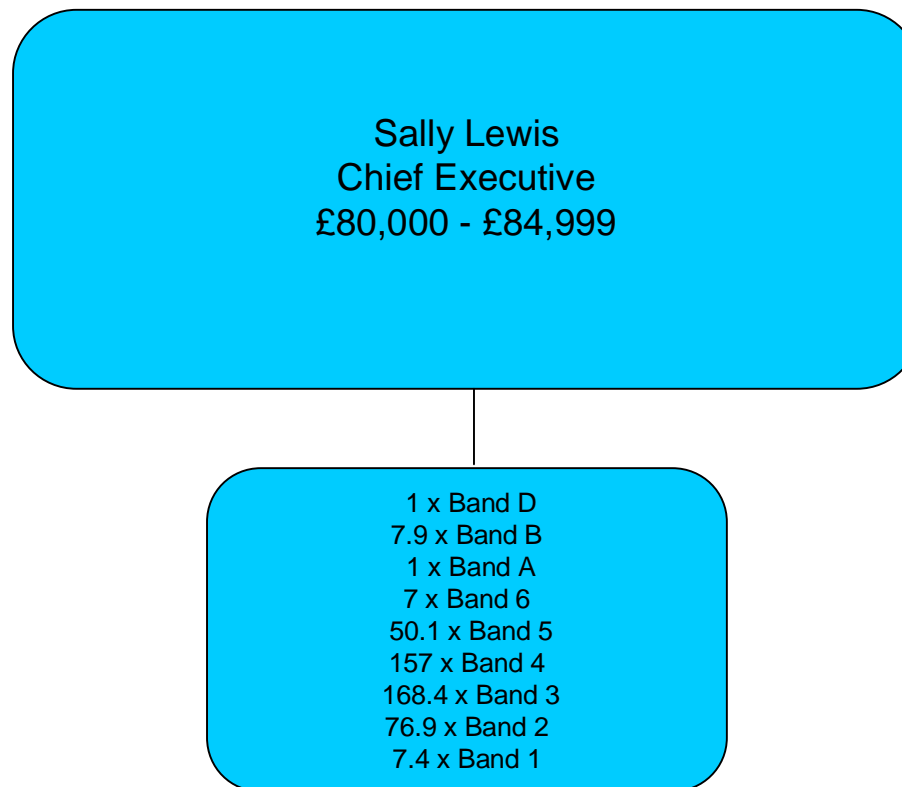 Sally Lewis
Chief Executive
£80,000 - £84,999
1 x Band D
7.9 x Band B
1 x Band A
7 x Band 6
50.1 x Band 5
157 x Band 4
168.4 x Band 3
76.9 x Band 2
7.4 x Band 1